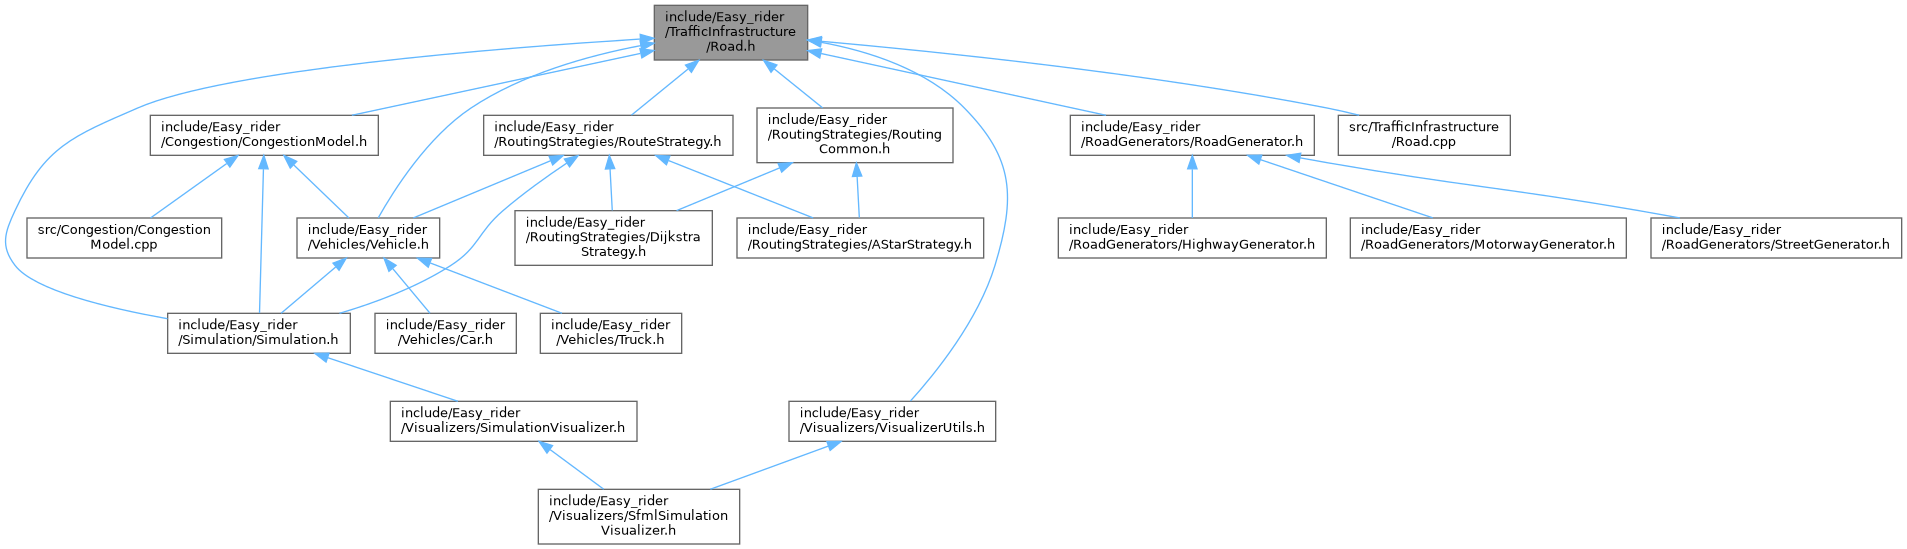 include/Easy_rider
/TrafficInfrastructure
/Road.h
include/Easy_rider
/Congestion/CongestionModel.h
include/Easy_rider
/RoutingStrategies/RouteStrategy.h
include/Easy_rider
/RoutingStrategies/Routing
Common.h
include/Easy_rider
/RoadGenerators/RoadGenerator.h
src/TrafficInfrastructure
/Road.cpp
src/Congestion/Congestion
Model.cpp
include/Easy_rider
/Vehicles/Vehicle.h
include/Easy_rider
/RoutingStrategies/Dijkstra
Strategy.h
include/Easy_rider
/RoutingStrategies/AStarStrategy.h
include/Easy_rider
/RoadGenerators/HighwayGenerator.h
include/Easy_rider
/RoadGenerators/MotorwayGenerator.h
include/Easy_rider
/RoadGenerators/StreetGenerator.h
include/Easy_rider
/Simulation/Simulation.h
include/Easy_rider
/Vehicles/Car.h
include/Easy_rider
/Vehicles/Truck.h
include/Easy_rider
/Visualizers/SimulationVisualizer.h
include/Easy_rider
/Visualizers/VisualizerUtils.h
include/Easy_rider
/Visualizers/SfmlSimulation
Visualizer.h